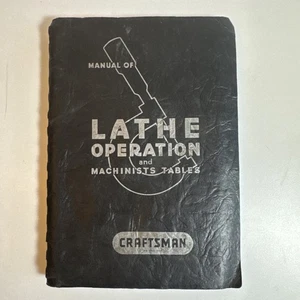 MANUAL OF
LATHE
OPERATION
and
MACHINISTS TABLES
CRAFTSMAN